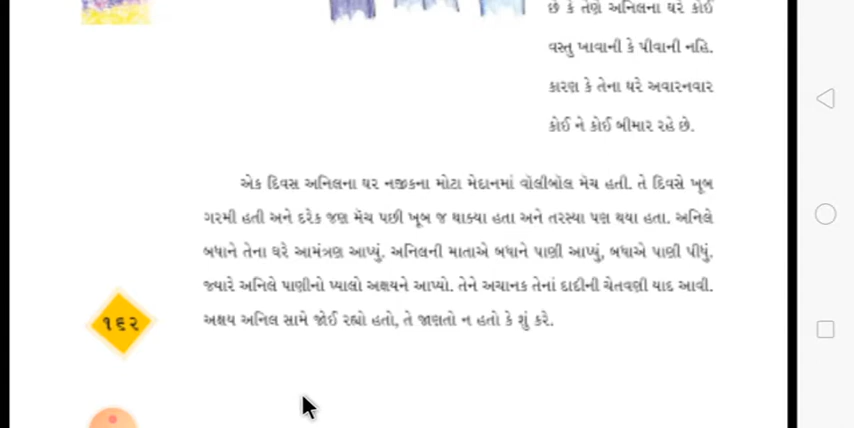 છે કે તેણે અનિલના ઘરે કોઈ
વસ્તુ ખાવાની કે પીવાની નહિ.
કારણ કે તેના ઘરે અવારનવાર
કોઈ ને કોઈ બીમાર રહે છે.
એક દિવસ અનિલના ઘર નજીકના મોટા મેદાનમાં વૉલીબૉલ મૅચ હતી. તે દિવસે ખૂબ
ગરમી હતી અને દરેક જણ મૅચ પછી ખૂબ જ થાક્યા હતા અને તરસ્યા પણ થયા હતા. અનિલે
બધાને તેના ઘરે આમંત્રણ આપ્યું. અનિલની માતાએ બધાને પાણી આપ્યું, બધાએ પાણી પીધું.
જ્યારે અનિલે પાણીનો પ્યાલો અક્ષયને આપ્યો. તેને અચાનક તેનાં દાદીની ચેતવણી યાદ આવી.
અક્ષય અનિલ સામે જોઈ રહ્યો હતો, તે જાણતો ન હતો કે શું કરે.
૧૬૨